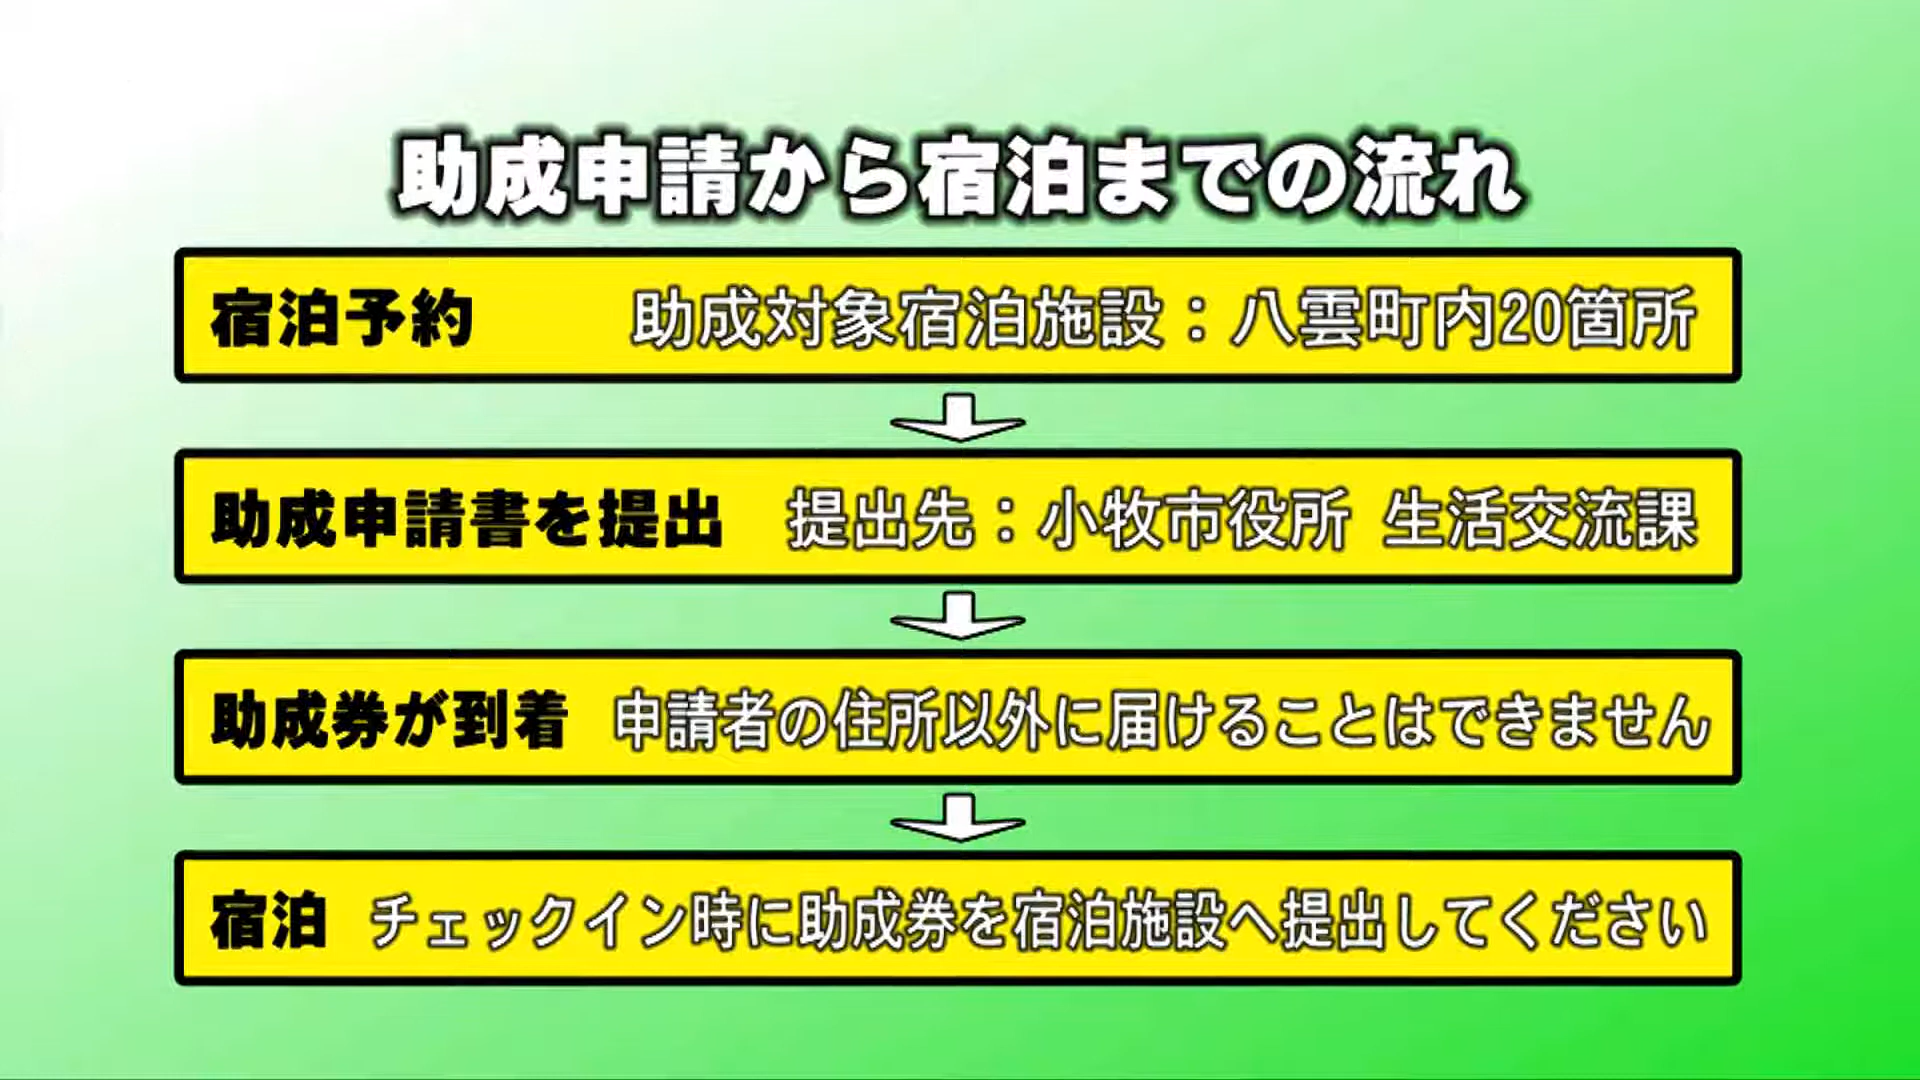 助成申請から宿泊までの流れ
宿泊予約 助成対象宿泊施設：八雲町内20箇所
助成申請書を提出 提出先：小牧市役所 生活交流課
助成券が到着 申請者の住所以外に届けることはできません
宿泊 チェックイン時に助成券を宿泊施設へ提出してください